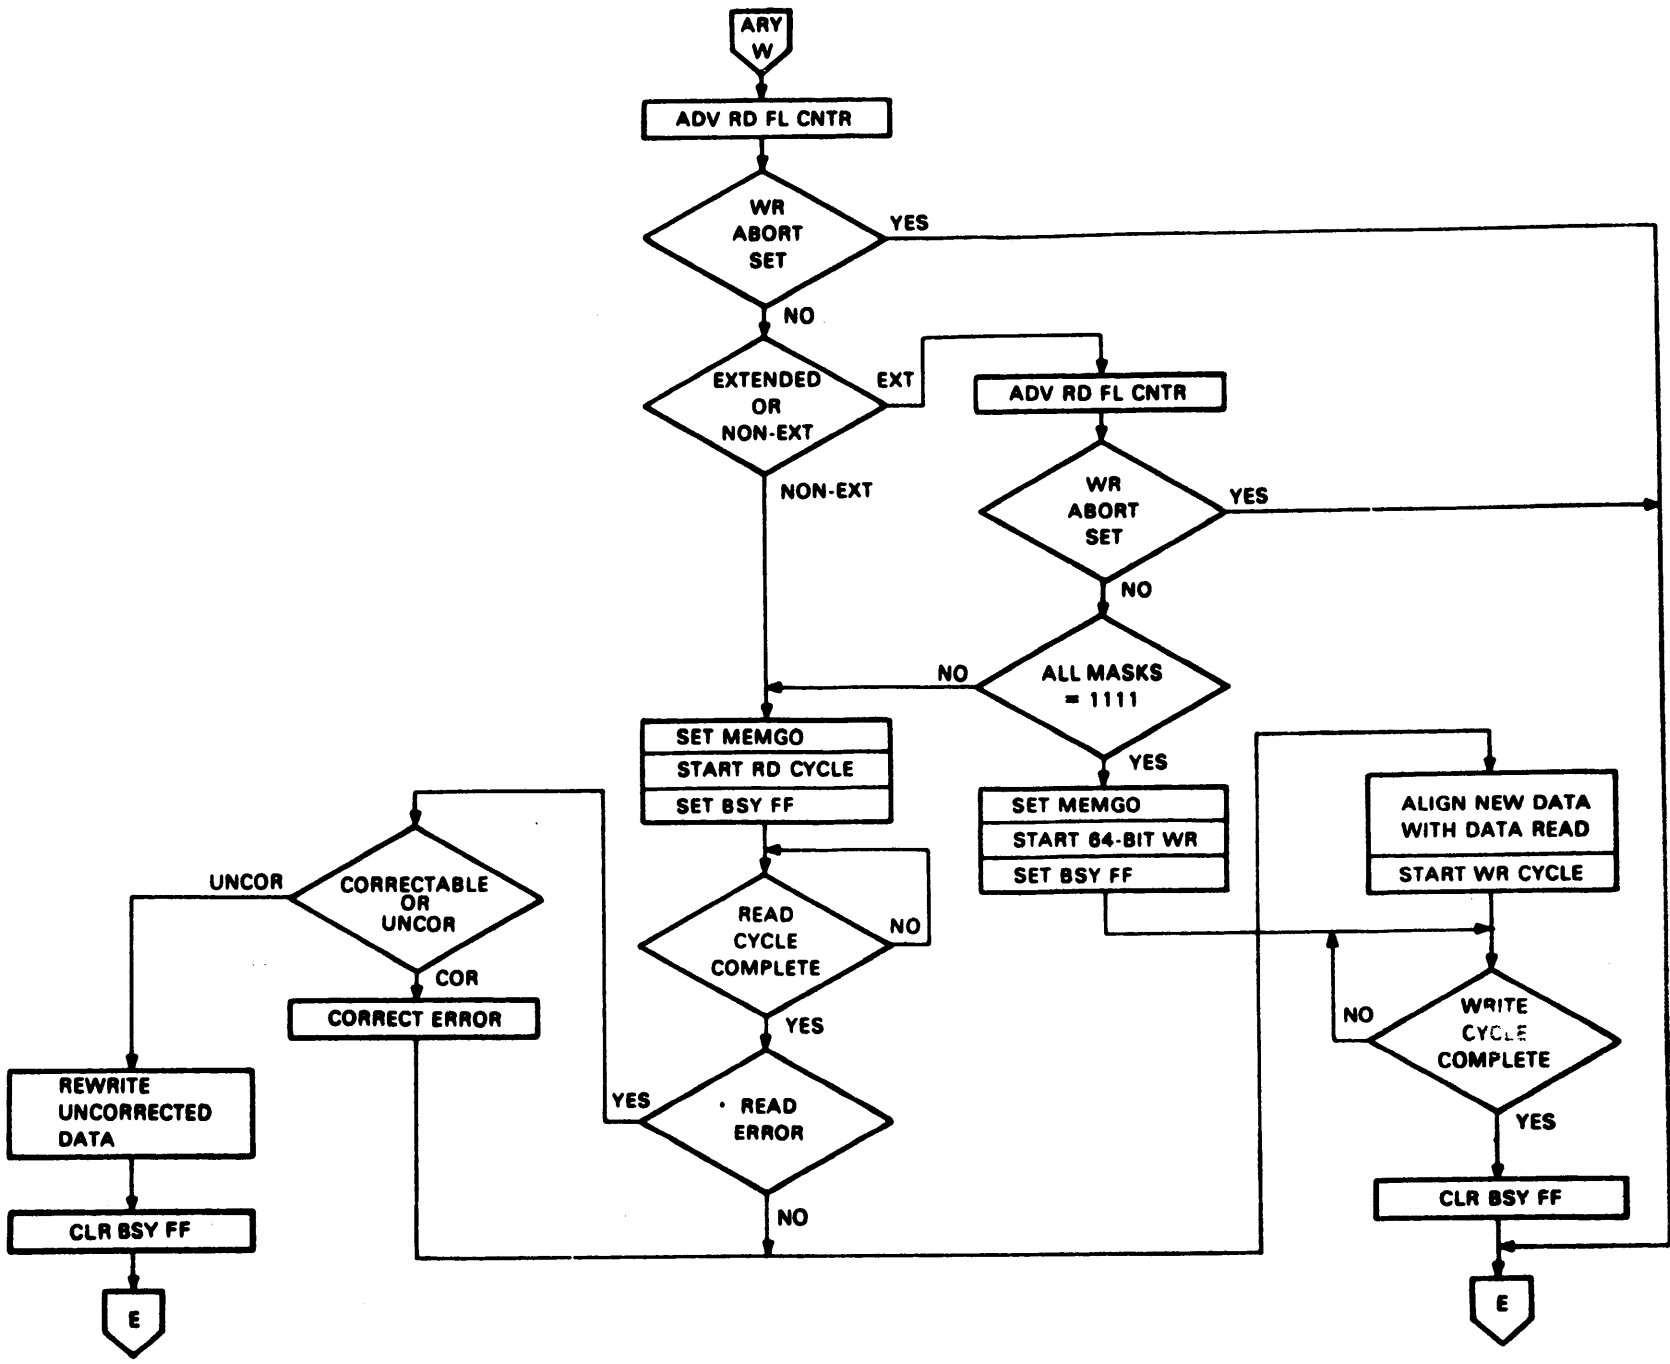 ARY
W
ADV RD FL CNTR
WR
ABORT
SET
YES
NO
EXTENDED
OR
NON-EXT
EXT
NON-EXT
ADV RD FL CNTR
WR
ABORT
SET
YES
NO
ALL MASKS
= 1111
NO
YES
SET MEMGO
START RD CYCLE
SET BSY FF
SET MEMGO
START 64-BIT WR
SET BSY FF
ALIGN NEW DATA
WITH DATA READ
START WR CYCLE
CORRECTABLE
OR
UNCOR
UNCOR
COR
CORRECT ERROR
READ
CYCLE
COMPLETE
NO
YES
WRITE
CYCLE
COMPLETE
NO
YES
READ
ERROR
YES
NO
REWRITE
UNCORRECTED
DATA
CLR BSY FF
E
CLR BSY FF
E